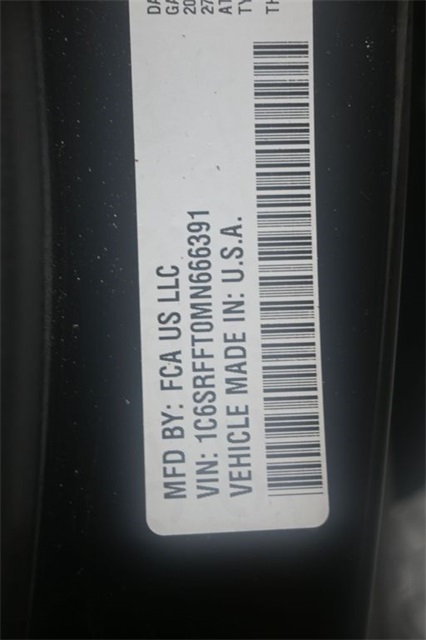 MFD BY: FCA US LLC
VIN: 1C6SRFFT0MN666391
VEHICLE MADE IN: U.S.A.